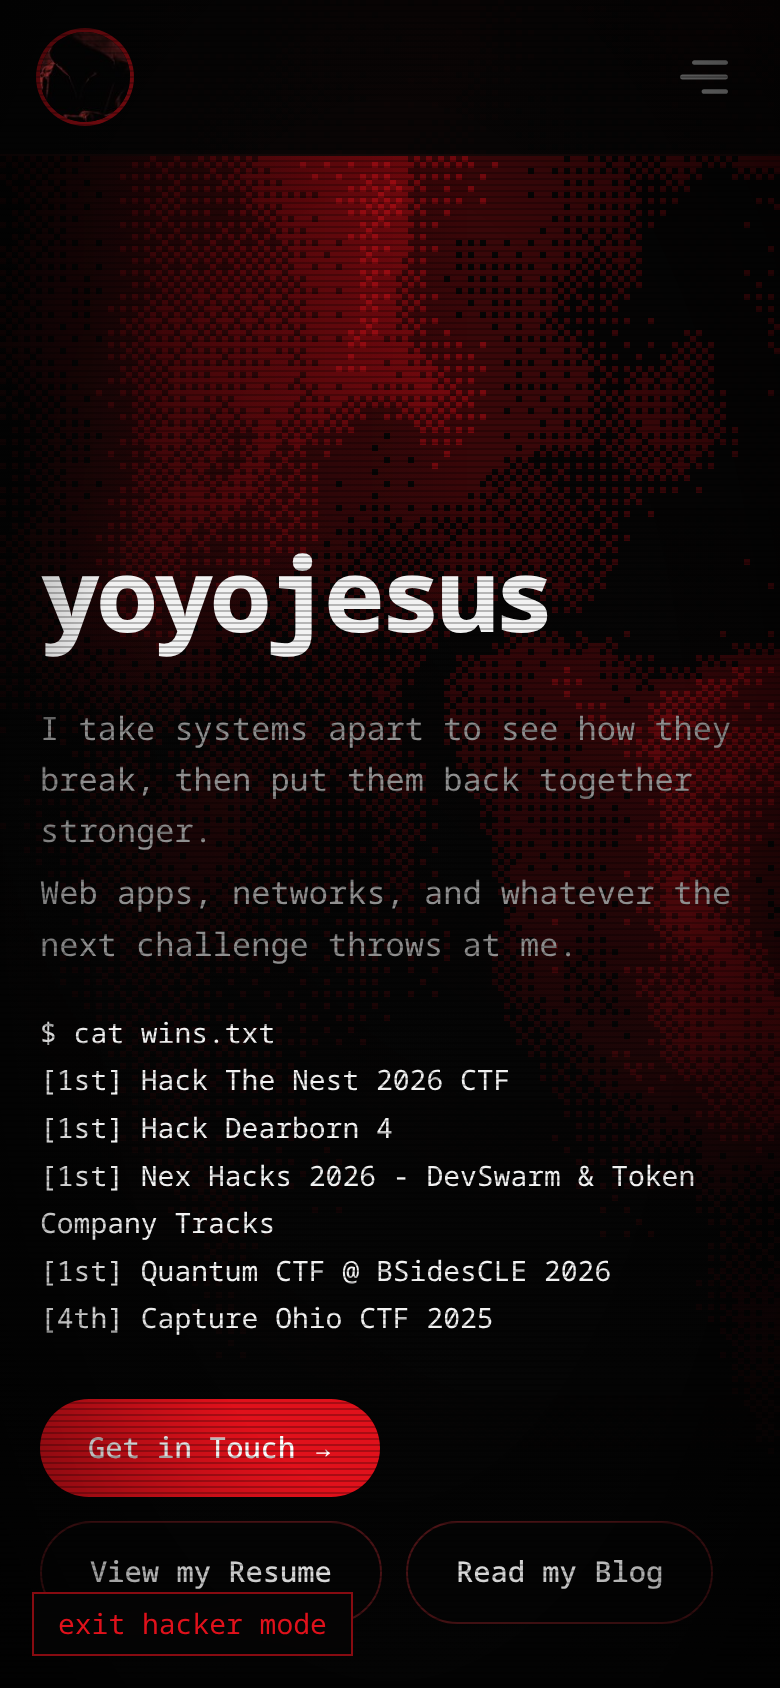 yoyojesus
I take systems apart to see how they
break, then put them back together
stronger.
Web apps, networks, and whatever the
next challenge throws at me.
$ cat wins.txt
[1st] Hack The Nest 2026 CTF
[1st] Hack Dearborn 4
[1st] Nex Hacks 2026 - DevSwarm & Token
Company Tracks
[1st] Quantum CTF @ BSidesCLE 2026
[4th] Capture Ohio CTF 2025
Get in Touch →
View my Resume
Read my Blog
exit hacker mode